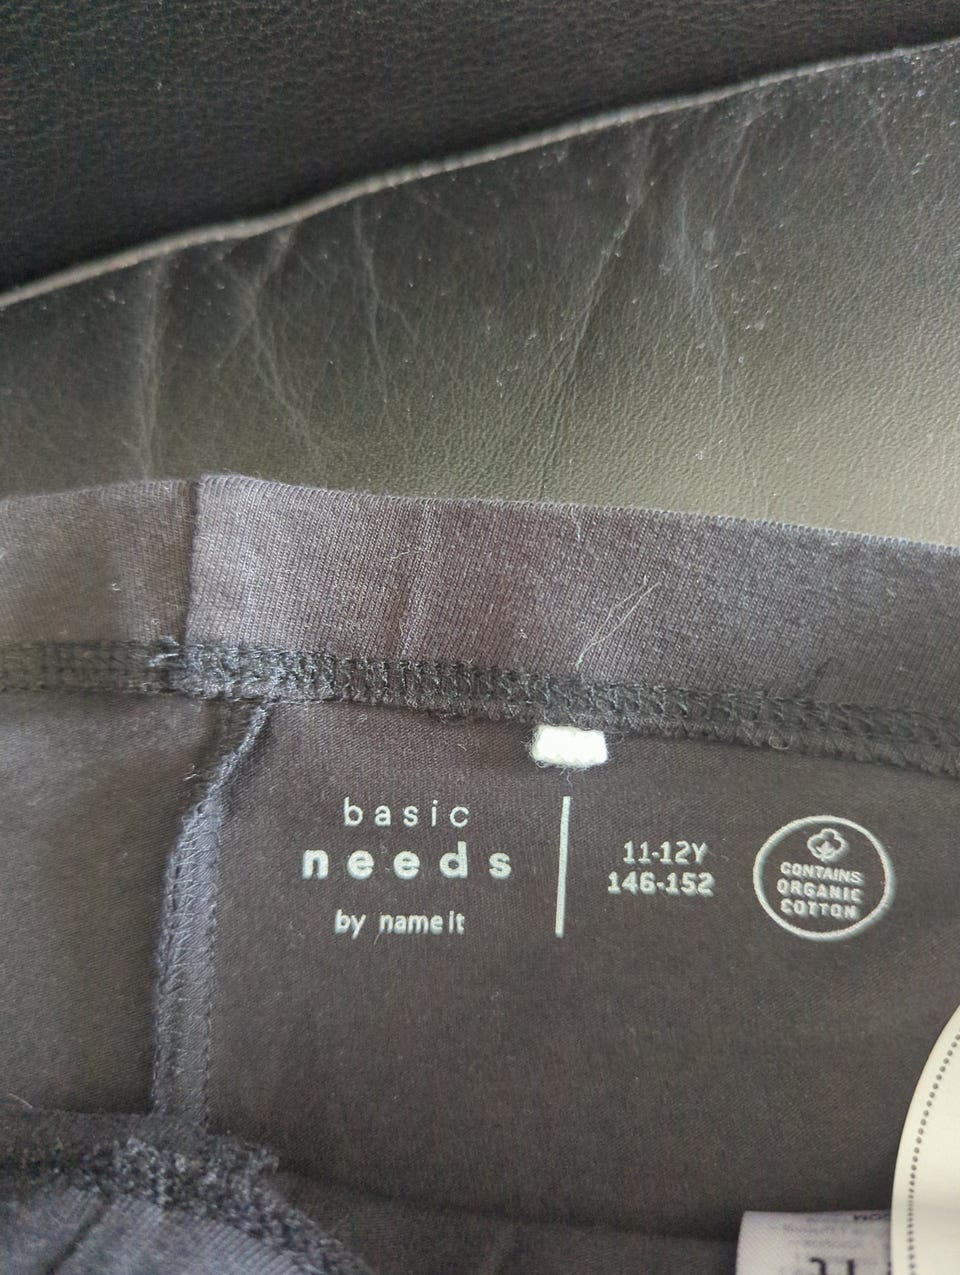 basic
needs
by name it
11-12Y
146-152
CONTAINS
ORGANIC
COTTON